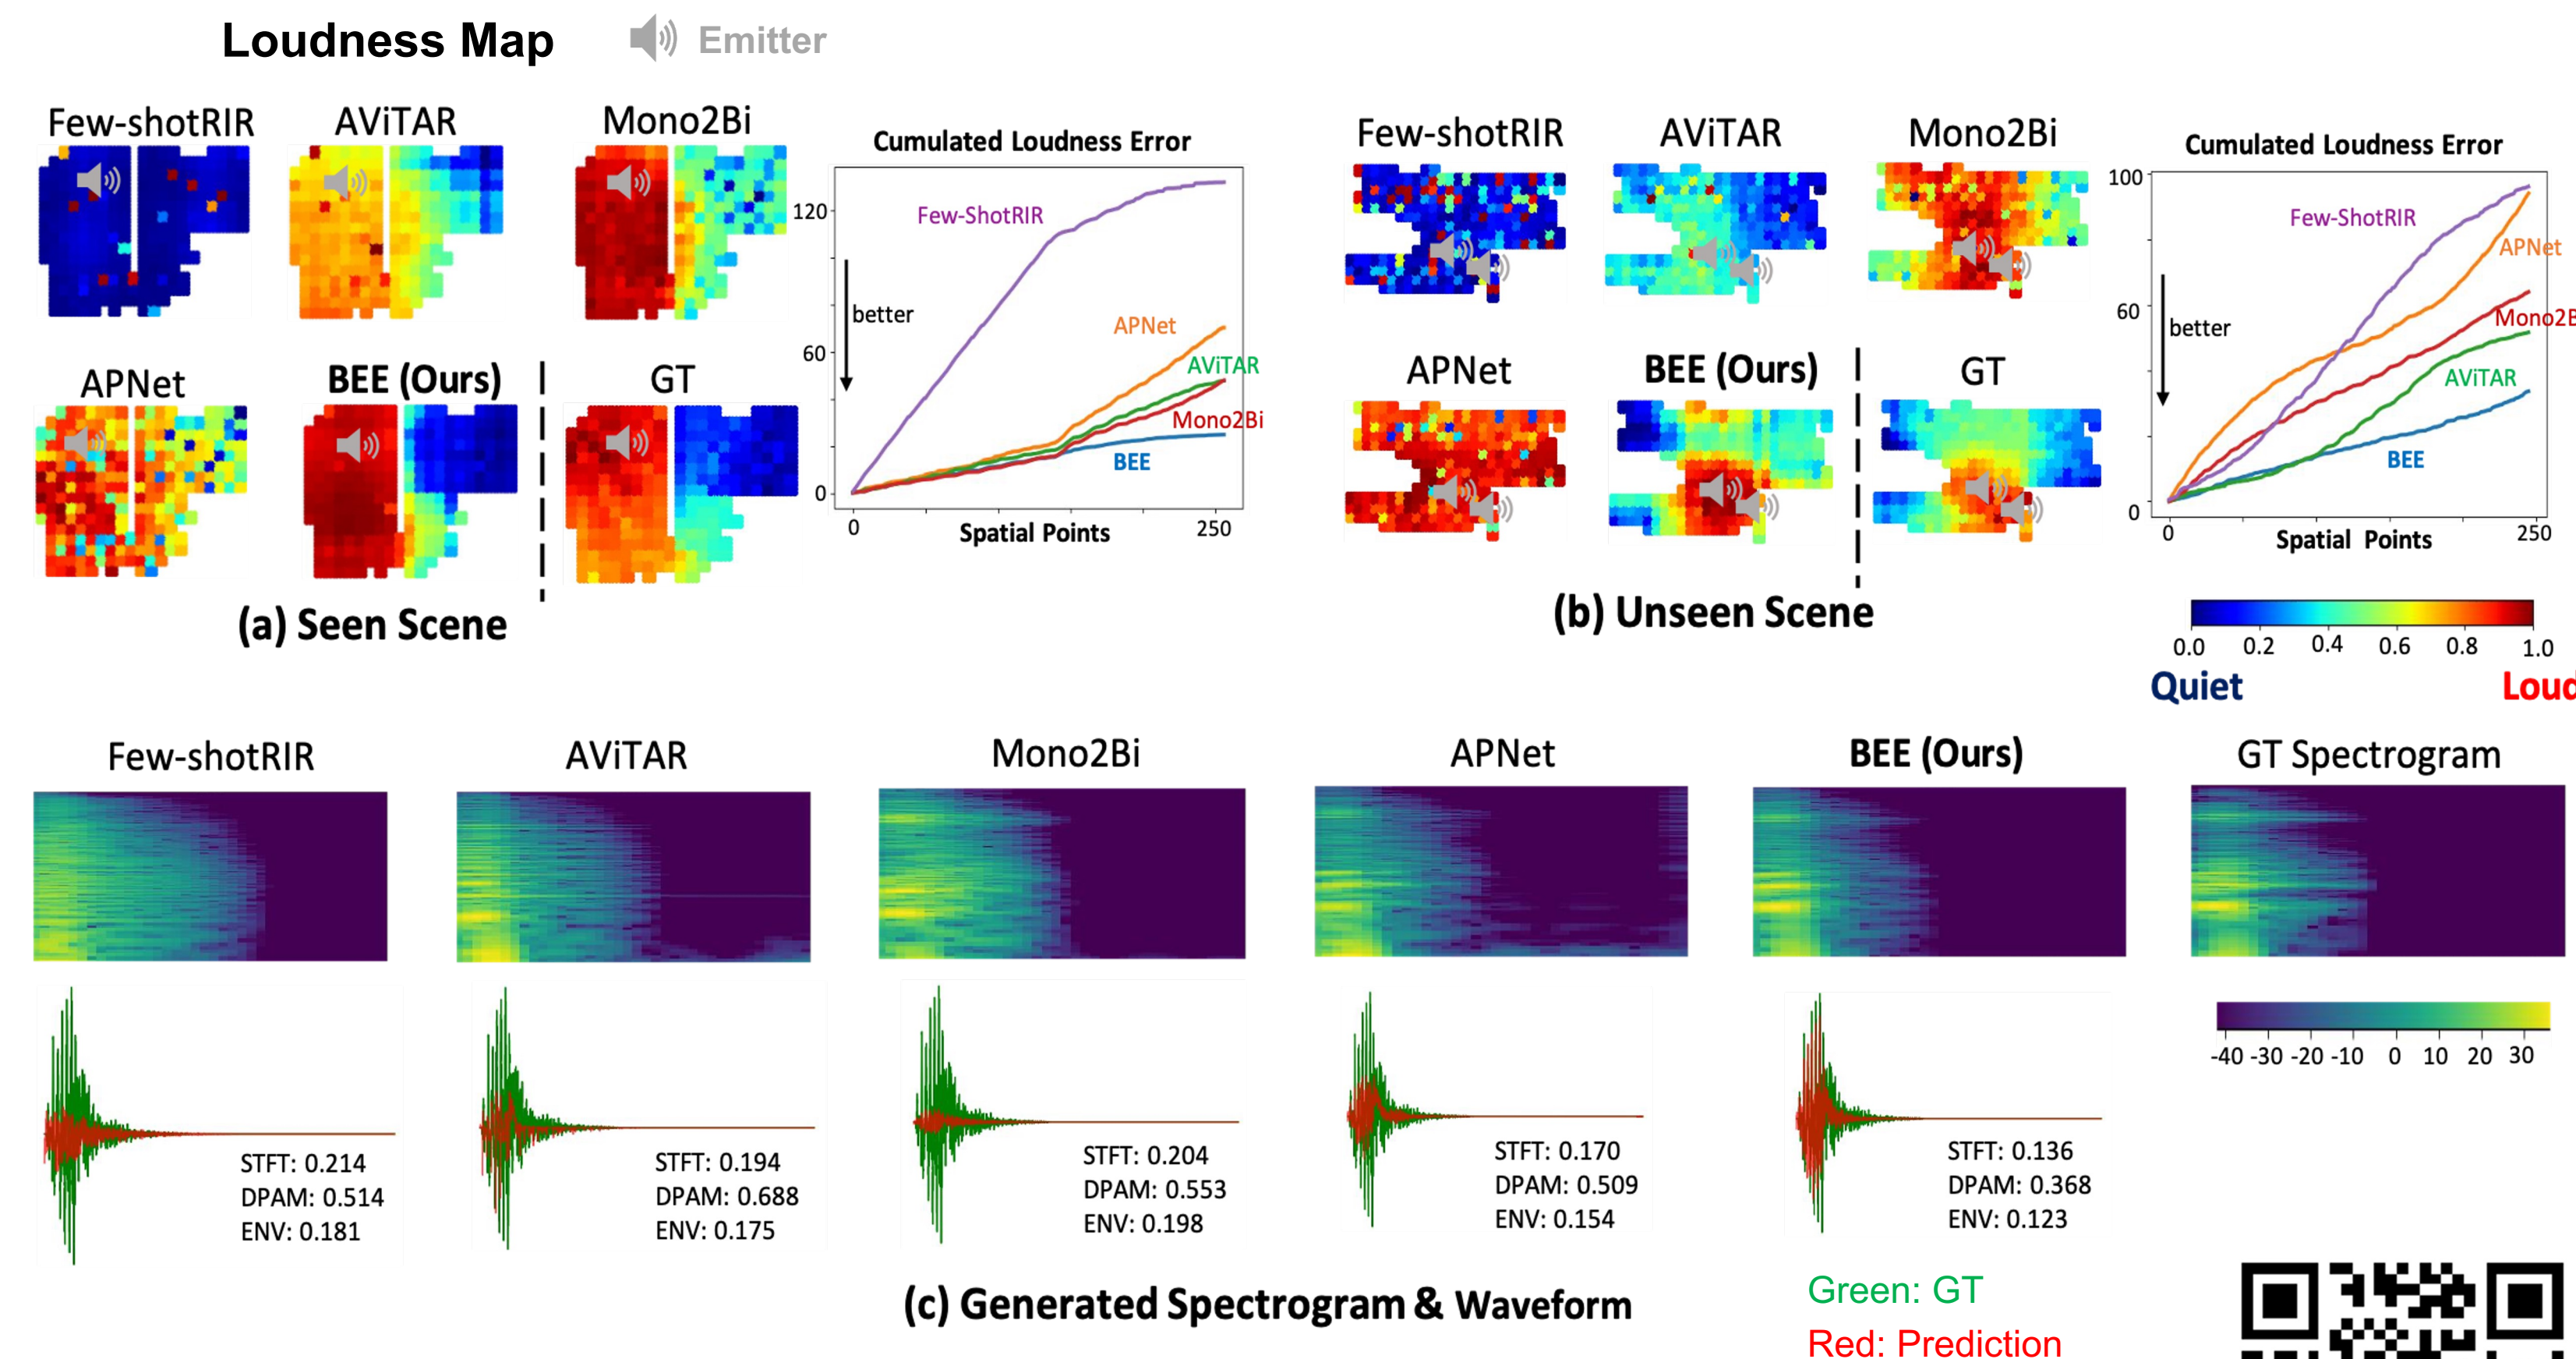 Loudness Map
Emitter
Few-shotRIR
AViTAR
Mono2Bi
Cumulated Loudness Error
120
60
0
better
Few-ShotRIR
APNet
AViTAR
Mono2Bi
BEE
0
250
Spatial Points
APNet
BEE (Ours)
GT
(a) Seen Scene
Few-shotRIR
AViTAR
Mono2Bi
Cumulated Loudness Error
100
60
0
better
Few-ShotRIR
APNet
Mono2B
AViTAR
BEE
0
250
Spatial Points
APNet
BEE (Ours)
GT
(b) Unseen Scene
0.0 0.2 0.4 0.6 0.8 1.0
Quiet
Loud
Few-shotRIR
AViTAR
Mono2Bi
APNet
BEE (Ours)
GT Spectrogram
-40 -30 -20 -10 0 10 20 30
STFT: 0.214
DPAM: 0.514
ENV: 0.181
STFT: 0.194
DPAM: 0.688
ENV: 0.175
STFT: 0.204
DPAM: 0.553
ENV: 0.198
STFT: 0.170
DPAM: 0.509
ENV: 0.154
STFT: 0.136
DPAM: 0.368
ENV: 0.123
(c) Generated Spectrogram & Waveform
Green: GT
Red: Prediction